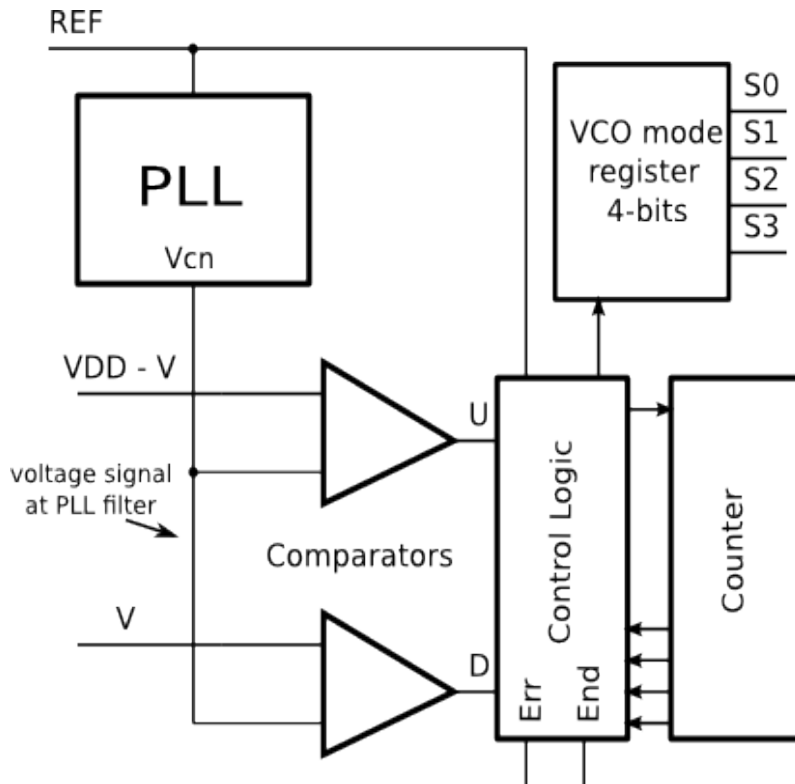 REF
PLL
Vcn
VCO mode
register
4-bits
S0
S1
S2
S3
VDD - V
U
voltage signal
at PLL filter
Comparators
V
D
Control Logic
Err
End
Counter